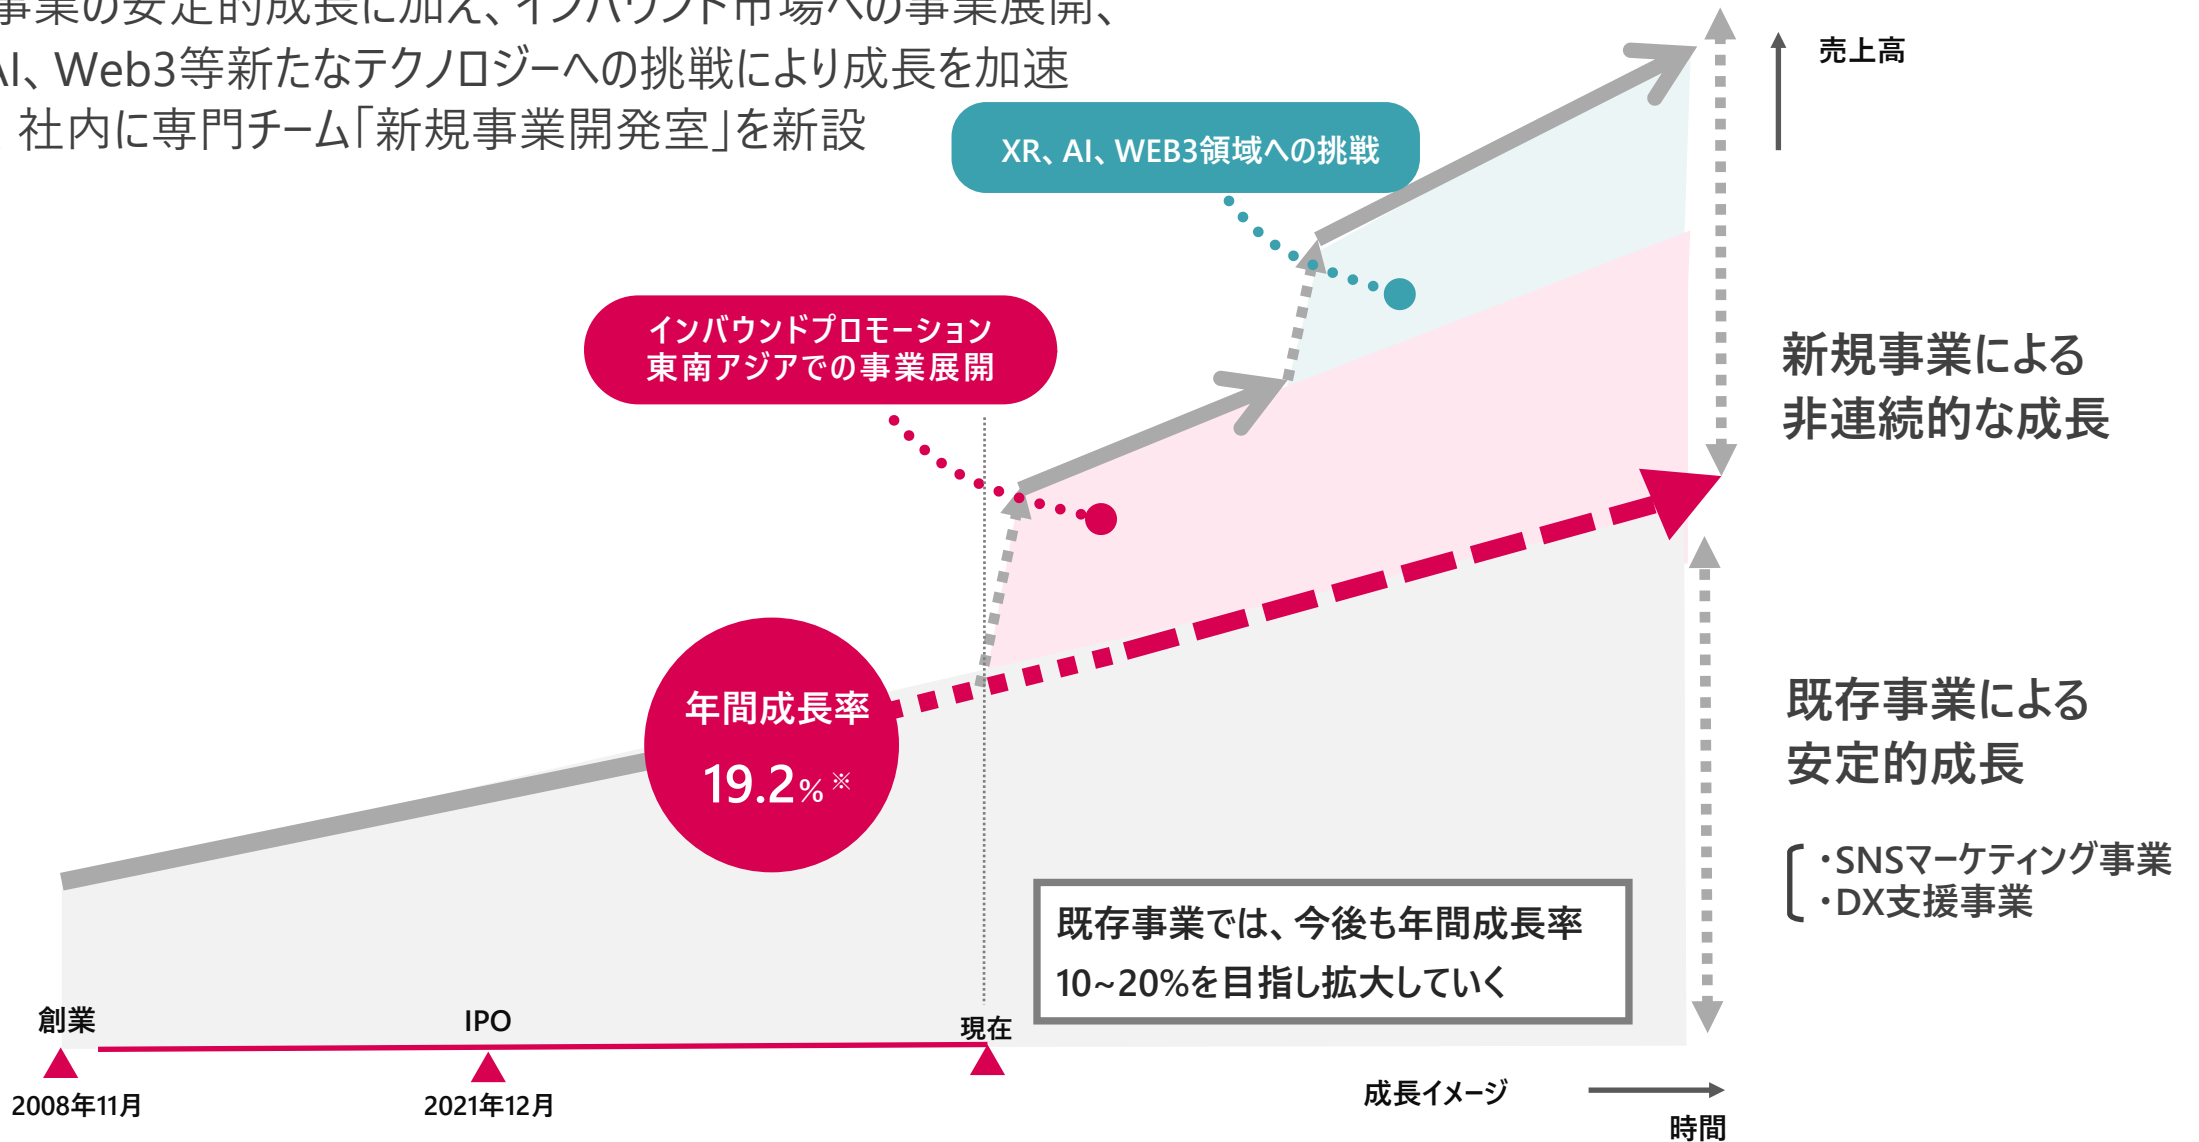 事業の安定的成長に加え、インバウンド市場への事業展開、
AI、Web3等新たなテクノロジーへの挑戦により成長を加速
社内に専門チーム「新規事業開発室」を新設
売上高
XR、AI、WEB3領域への挑戦
インバウンドプロモーション
東南アジアでの事業展開
新規事業による
非連続的な成長
年間成長率
19.2%※
既存事業による
安定的成長
・SNSマーケティング事業
・DX支援事業
既存事業では、今後も年間成長率
10~20%を目指し拡大していく
創業
IPO
現在
2008年11月
2021年12月
成長イメージ
時間